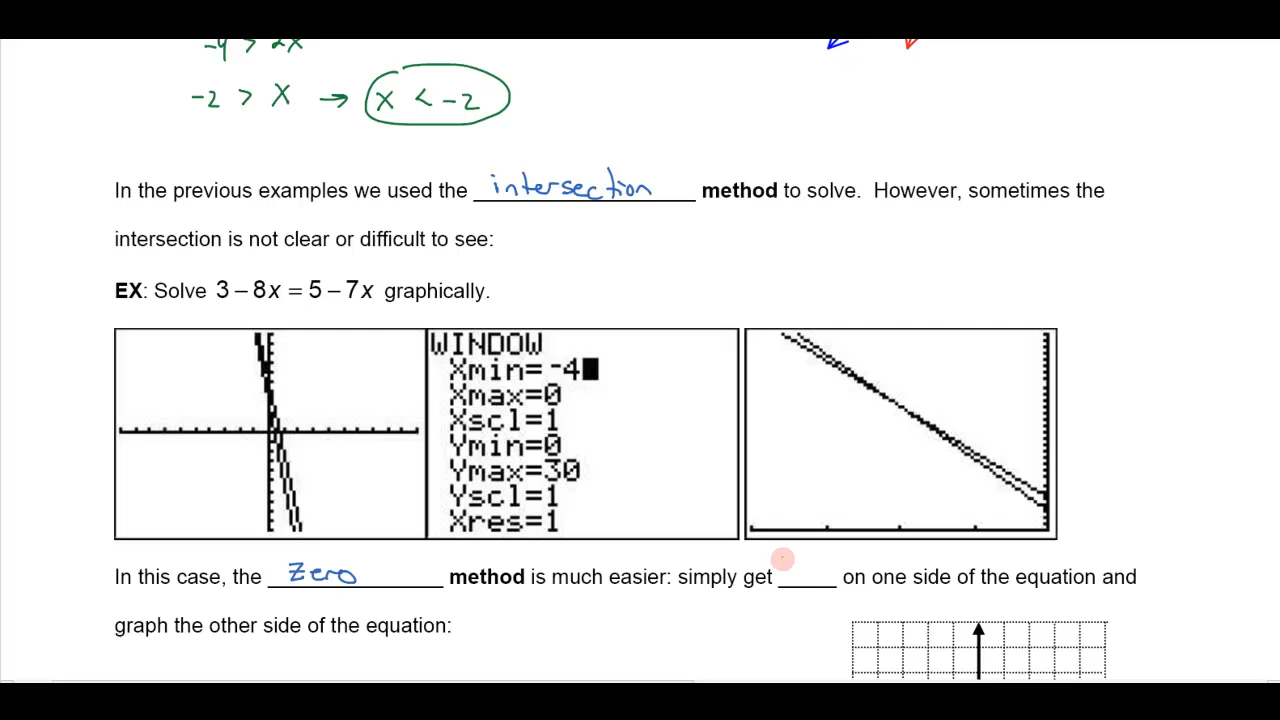 -4 > 2x
-2 > x → x < -2
In the previous examples we used the intersection method to solve. However, sometimes the
intersection is not clear or difficult to see:
EX: Solve 3 – 8x = 5 – 7x graphically.
WINDOW
Xmin=-4
Xmax=0
Xscl=1
Ymin=0
Ymax=30
Yscl=1
Xres=1
In this case, the zero method is much easier: simply get _____ on one side of the equation and
graph the other side of the equation: